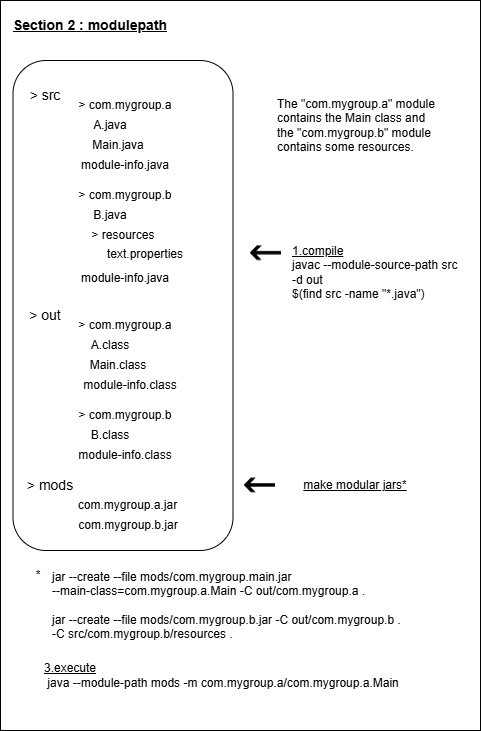 Section 2 : modulepath
> src
> com.mygroup.a
A.java
Main.java
module-info.java
> com.mygroup.b
B.java
> resources
text.properties
module-info.java
> out
> com.mygroup.a
A.class
Main.class
module-info.class
> com.mygroup.b
B.class
module-info.class
> mods
com.mygroup.a.jar
com.mygroup.b.jar
The "com.mygroup.a" module
contains the Main class and
the "com.mygroup.b" module
contains some resources.
1.compile
javac --module-source-path src
-d out
$(find src -name "*.java")
make modular jars*
* jar --create --file mods/com.mygroup.main.jar
--main-class=com.mygroup.a.Main -C out/com.mygroup.a .
jar --create --file mods/com.mygroup.b.jar -C out/com.mygroup.b .
-C src/com.mygroup.b/resources .
3.execute
java --module-path mods -m com.mygroup.a/com.mygroup.a.Main